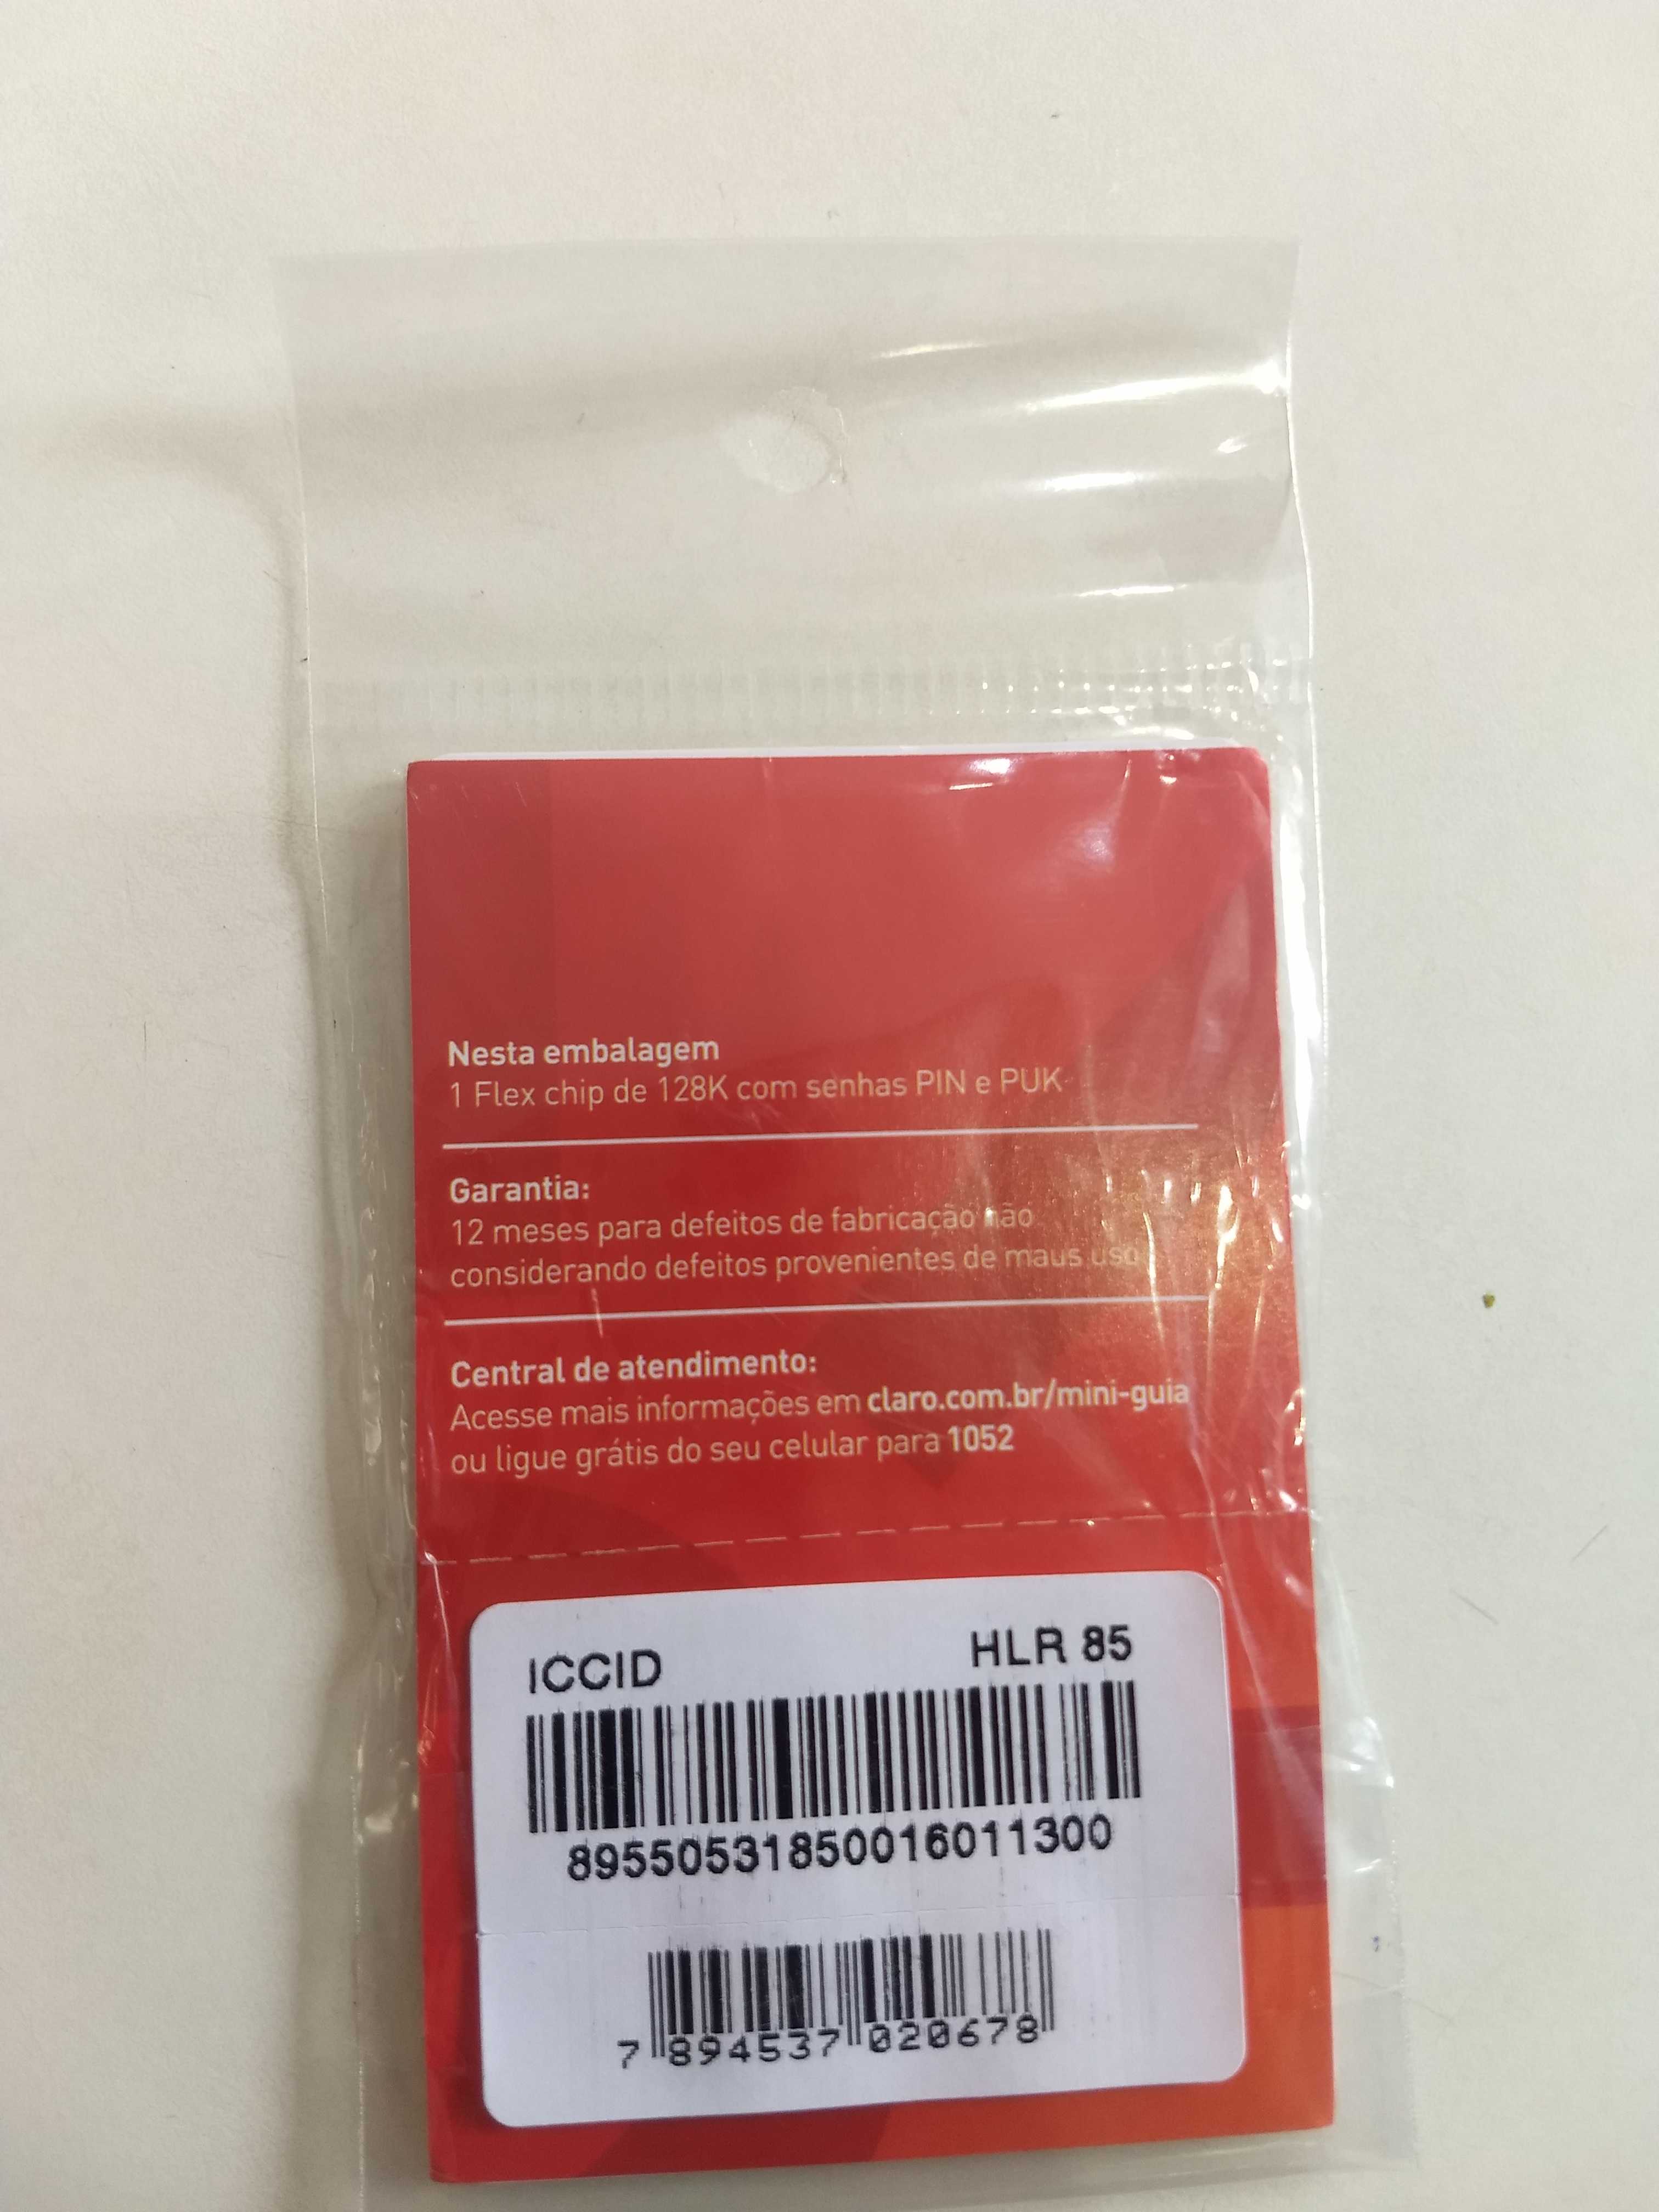 Nesta embalagem
1 Flex chip de 128K com senhas PIN e PUK
Garantia:
12 meses para defeitos de fabricação não
considerando defeitos provenientes de maus uso
Central de atendimento:
Acesse mais informações em claro.com.br/mini-guia
ou ligue grátis do seu celular para 1052
ICCID HLR 85
89550531850016011300
7 894537 020678